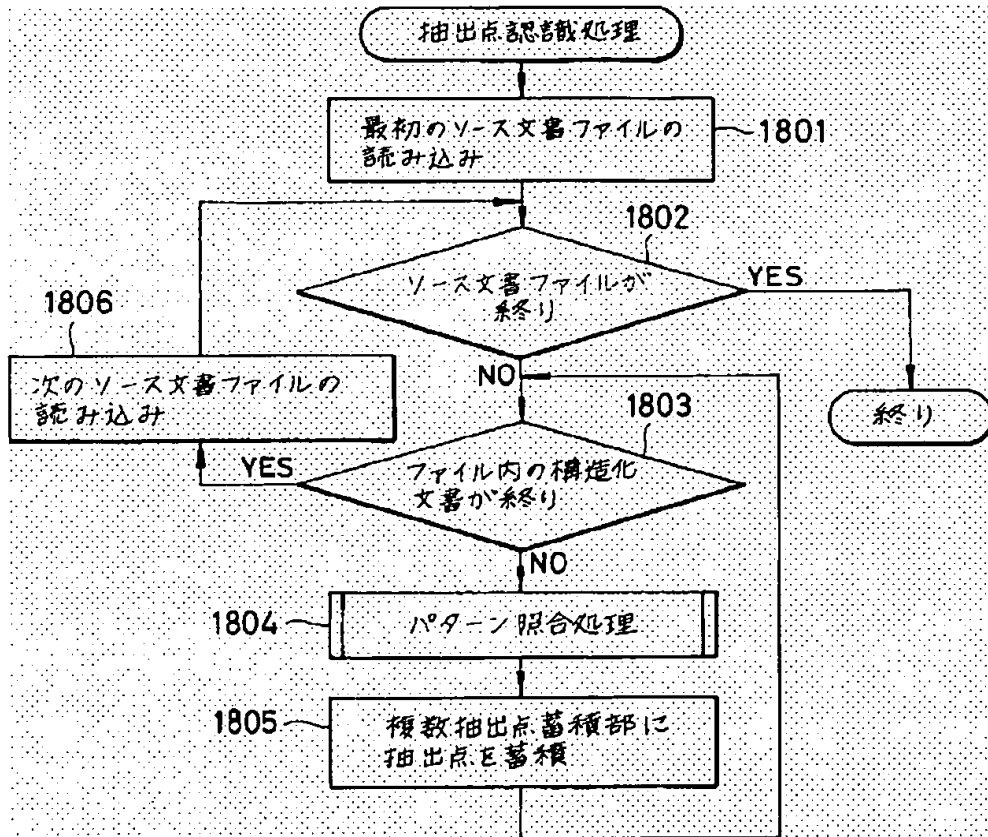 抽出点認識処理
最初のソース文書ファイルの
読み込み
1801
1802
ソース文書ファイルが
終り
YES
NO
1806
次のソース文書ファイルの
読み込み
終り
1803
ファイル内の構造化
文書が終り
YES
NO
1804
パターン照合処理
1805
複数抽出点蓄積部に
抽出点を蓄積